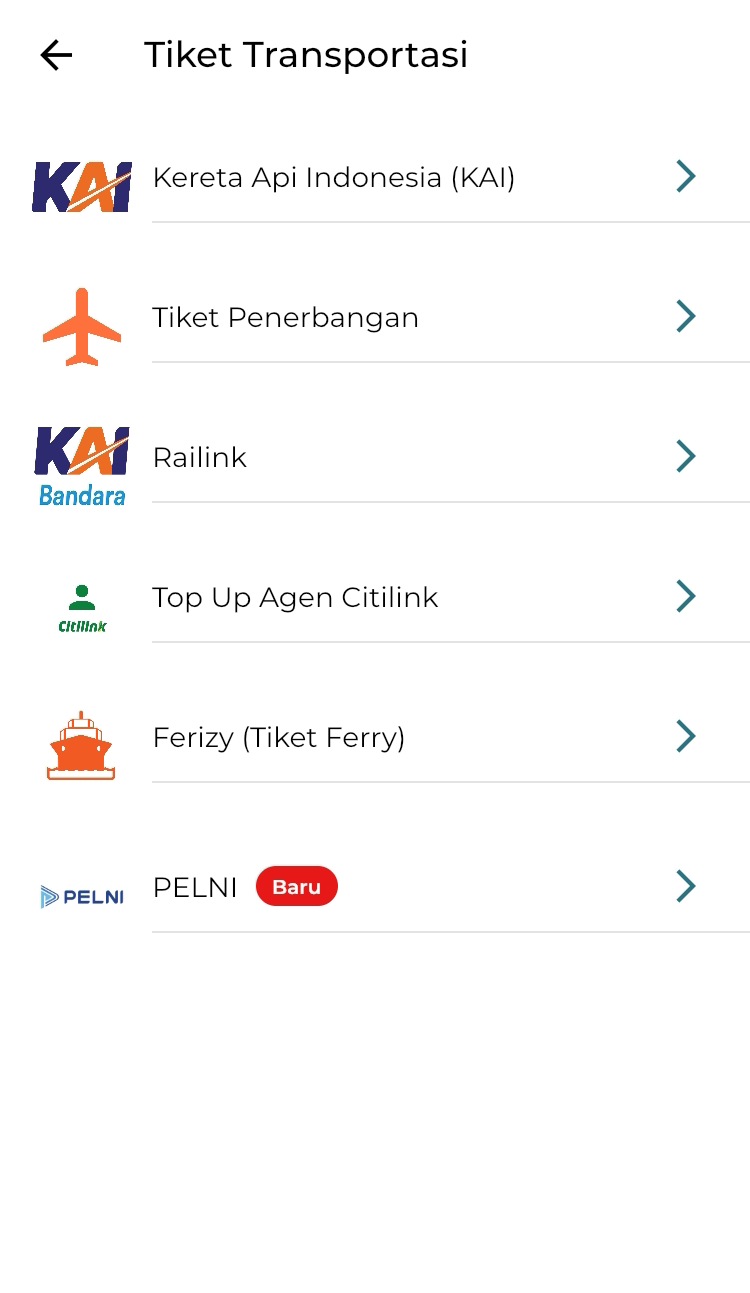 Tiket Transportasi
KAI
Kereta Api Indonesia (KAI)
Tiket Penerbangan
KAI
Bandara
Railink
Citilink
Top Up Agen Citilink
Ferizy (Tiket Ferry)
PELNI
PELNI Baru